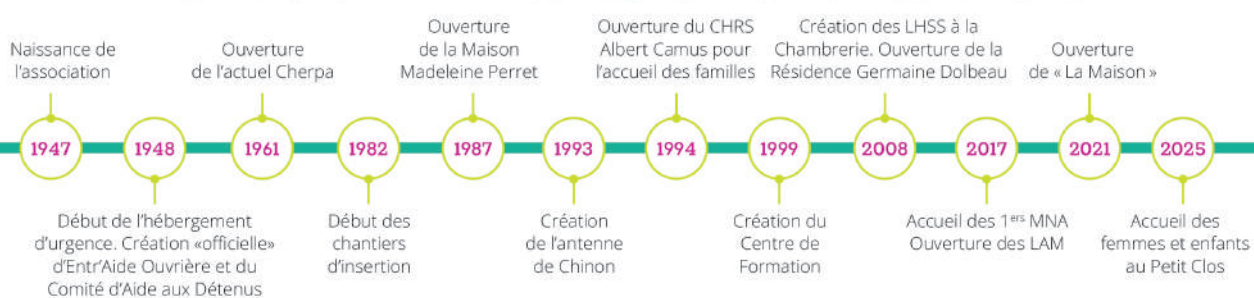 Naissance de
l'association
Ouverture
de l'actuel Cherpa
Ouverture
de la Maison
Madeleine Perret
Ouverture du CHRS
Albert Camus pour
l'accueil des familles
Création des LHSS à la
Chambrerie. Ouverture de la
Résidence Germaine Dolbeau
Ouverture
de « La Maison »
1947
1948
1961
1982
1987
1993
1994
1999
2008
2017
2021
2025
Début de l'hébergement
d'urgence. Création «officielle»
d'Entr'Aide Ouvrière et du
Comité d'Aide aux Détenus
Début des
chantiers
d'insertion
Création
de l'antenne
de Chinon
Création du
Centre de
Formation
Accueil des 1ers MNA
Ouverture des LAM
Accueil des
femmes et enfants
au Petit Clos